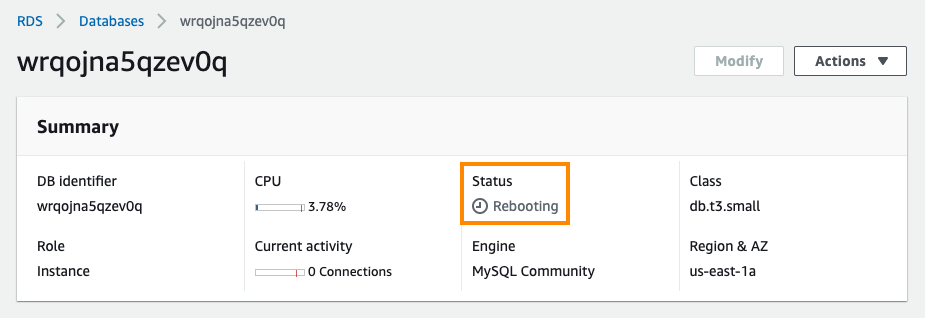 RDS > Databases > wrqojna5qzev0q
wrqojna5qzev0q
Modify
Actions
Summary
DB identifier
wrqojna5qzev0q
CPU
3.78%
Status
Rebooting
Class
db.t3.small
Role
Instance
Current activity
0 Connections
Engine
MySQL Community
Region & AZ
us-east-1a